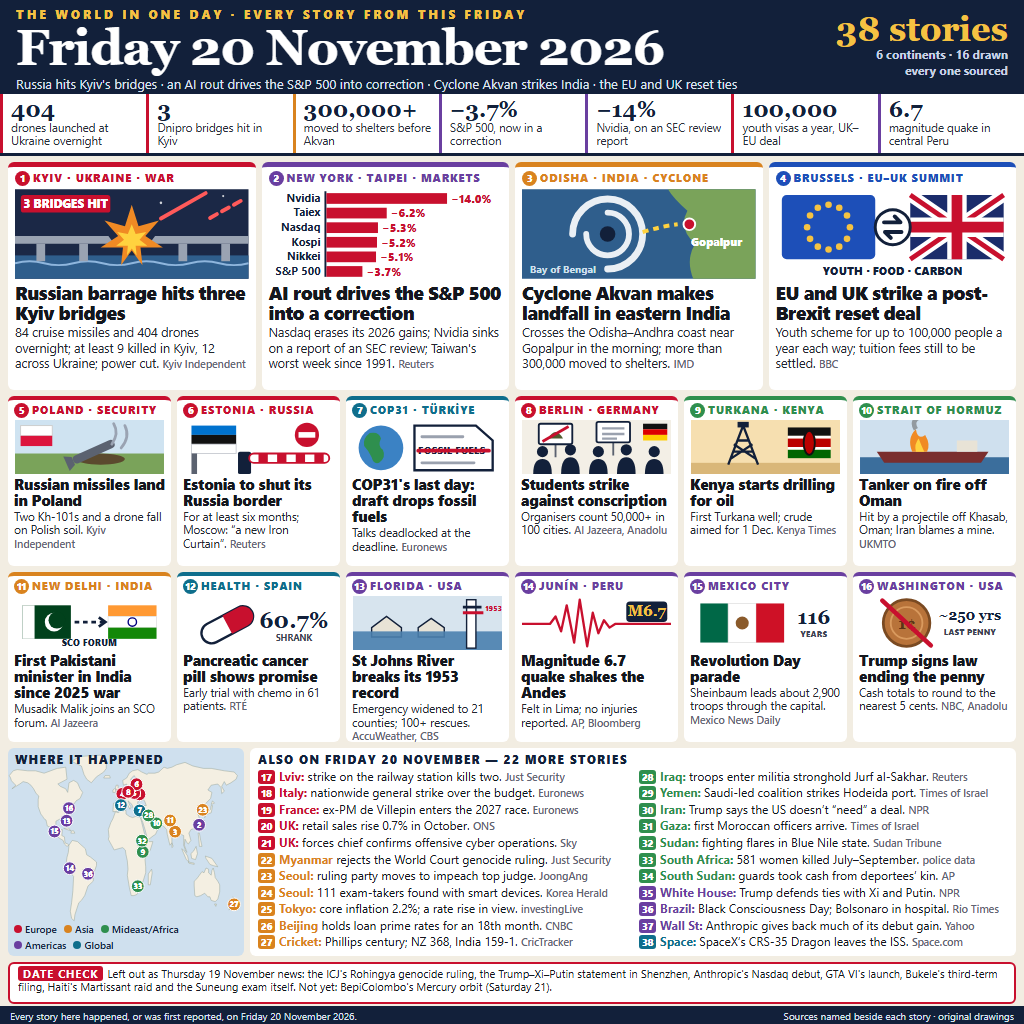 THE WORLD IN ONE DAY · EVERY STORY FROM THIS FRIDAY
Friday 20 November 2026
Russia hits Kyiv's bridges · an AI rout drives the S&P 500 into correction · Cyclone Akvan strikes India · the EU and UK reset ties
38 stories
6 continents · 16 drawn
every one sourced
404
drones launched at
Ukraine overnight
3
Dnipro bridges hit in
Kyiv
300,000+
moved to shelters before
Akvan
−3.7%
S&P 500, now in a
correction
−14%
Nvidia, on an SEC review
report
100,000
youth visas a year, UK–
EU deal
6.7
magnitude quake in
central Peru
1 KYIV · UKRAINE · WAR
3 BRIDGES HIT
Russian barrage hits three
Kyiv bridges
84 cruise missiles and 404 drones
overnight; at least 9 killed in Kyiv, 12
across Ukraine; power cut. Kyiv Independent
2 NEW YORK · TAIPEI · MARKETS
Nvidia −14.0%
Taiex −6.2%
Nasdaq −5.3%
Kospi −5.2%
Nikkei −5.1%
S&P 500 −3.7%
AI rout drives the S&P 500
into a correction
Nasdaq erases its 2026 gains; Nvidia sinks
on a report of an SEC review; Taiwan's
worst week since 1991. Reuters
3 ODISHA · INDIA · CYCLONE
Gopalpur
Bay of Bengal
Cyclone Akvan makes
landfall in eastern India
Crosses the Odisha–Andhra coast near
Gopalpur in the morning; more than
300,000 moved to shelters. IMD
4 BRUSSELS · EU–UK SUMMIT
YOUTH · FOOD · CARBON
EU and UK strike a post-
Brexit reset deal
Youth scheme for up to 100,000 people a
year each way; tuition fees still to be
settled. BBC
5 POLAND · SECURITY
Russian missiles land
in Poland
Two Kh-101s and a drone fall
on Polish soil. Kyiv
Independent
6 ESTONIA · RUSSIA
Estonia to shut its
Russia border
For at least six months;
Moscow: "a new Iron
Curtain". Reuters
7 COP31 · TÜRKİYE
FOSSIL FUELS
COP31's last day:
draft drops fossil
fuels
Talks deadlocked at the
deadline. Euronews
8 BERLIN · GERMANY
Students strike
against conscription
Organisers count 50,000+ in
100 cities. Al Jazeera, Anadolu
9 TURKANA · KENYA
Kenya starts drilling
for oil
First Turkana well; crude
aimed for 1 Dec. Kenya Times
10 STRAIT OF HORMUZ
Tanker on fire off
Oman
Hit by a projectile off Khasab,
Oman; Iran blames a mine.
UKMTO
11 NEW DELHI · INDIA
SCO FORUM
First Pakistani
minister in India
since 2025 war
Musadik Malik joins an SCO
forum. Al Jazeera
12 HEALTH · SPAIN
60.7%
SHRANK
Pancreatic cancer
pill shows promise
Early trial with chemo in 61
patients. RTÉ
13 FLORIDA · USA
1953
St Johns River
breaks its 1953
record
Emergency widened to 21
counties; 100+ rescues.
AccuWeather, CBS
14 JUNÍN · PERU
M6.7
Magnitude 6.7
quake shakes the
Andes
Felt in Lima; no injuries
reported. AP, Bloomberg
15 MEXICO CITY
116
YEARS
Revolution Day
parade
Sheinbaum leads about 2,900
troops through the capital.
Mexico News Daily
16 WASHINGTON · USA
1¢
~250 yrs
LAST PENNY
Trump signs law
ending the penny
Cash totals to round to the
nearest 5 cents. NBC, Anadolu
WHERE IT HAPPENED
6
8
12
7
28
10
11
3
23
2
16
13
15
32
9
14
36
33
27
Europe Asia Mideast/Africa
Americas Global
ALSO ON FRIDAY 20 NOVEMBER — 22 MORE STORIES
17 Lviv: strike on the railway station kills two. Just Security
18 Italy: nationwide general strike over the budget. Euronews
19 France: ex-PM de Villepin enters the 2027 race. Euronews
20 UK: retail sales rise 0.7% in October. ONS
21 UK: forces chief confirms offensive cyber operations. Sky
22 Myanmar rejects the World Court genocide ruling. Just Security
23 Seoul: ruling party moves to impeach top judge. JoongAng
24 Seoul: 111 exam-takers found with smart devices. Korea Herald
25 Tokyo: core inflation 2.2%; a rate rise in view. investingLive
26 Beijing holds loan prime rates for an 18th month. CNBC
27 Cricket: Phillips century; NZ 368, India 159-1. CricTracker
28 Iraq: troops enter militia stronghold Jurf al-Sakhar. Reuters
29 Yemen: Saudi-led coalition strikes Hodeida port. Times of Israel
30 Iran: Trump says the US doesn't "need" a deal. NPR
31 Gaza: first Moroccan officers arrive. Times of Israel
32 Sudan: fighting flares in Blue Nile state. Sudan Tribune
33 South Africa: 581 women killed July–September. police data
34 South Sudan: guards took cash from deportees' kin. AP
35 White House: Trump defends ties with Xi and Putin. NPR
36 Brazil: Black Consciousness Day; Bolsonaro in hospital. Rio Times
37 Wall St: Anthropic gives back much of its debut gain. Yahoo
38 Space: SpaceX's CRS-35 Dragon leaves the ISS. Space.com
DATE CHECK Left out as Thursday 19 November news: the ICJ's Rohingya genocide ruling, the Trump–Xi–Putin statement in Shenzhen, Anthropic's Nasdaq debut, GTA VI's launch, Bukele's third-term
filing, Haiti's Martissant raid and the Suneung exam itself. Not yet: BepiColombo's Mercury orbit (Saturday 21).
Every story here happened, or was first reported, on Friday 20 November 2026.
Sources named beside each story · original drawings